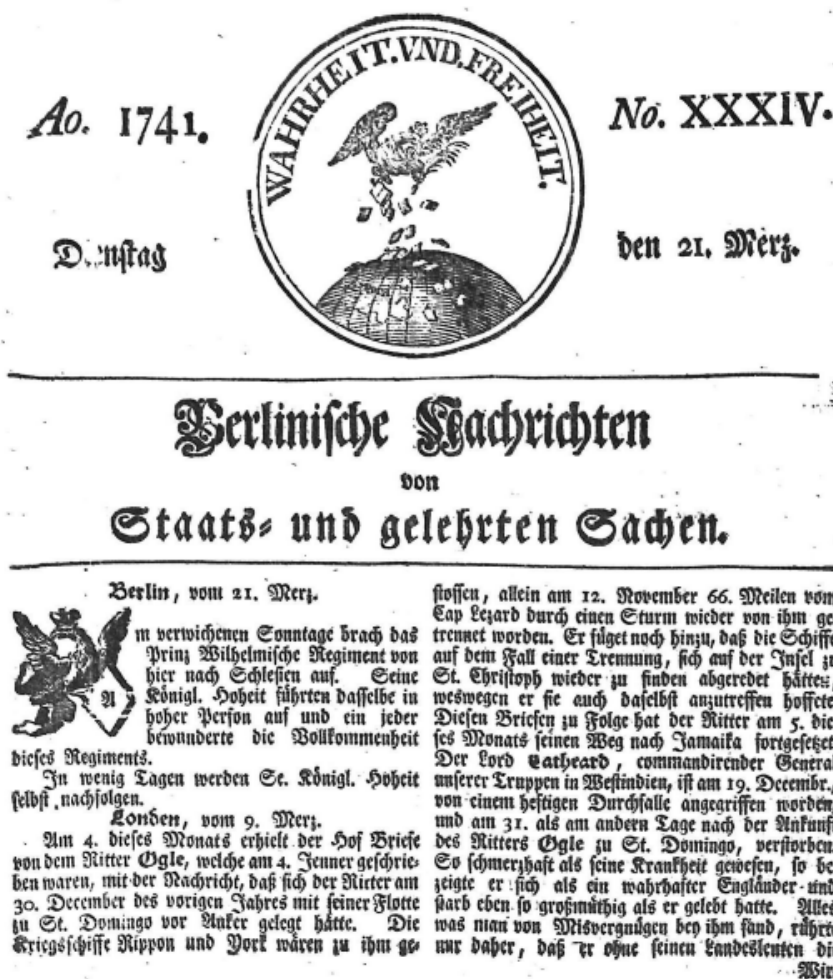 Ao. 1741.
WAHRHEIT.VND.FREIHEIT.
No. XXXIV.
den 21. Merz.
Berlinische Nachrichten
von
Staats- und gelehrten Sachen.
Berlin, vom 21. Merz.
Am verwichenen Sonntage brach das
Prinz Wilhelmische Regiment von
hier nach Schlesien auf. Seine
Königl. Hoheit führten dasselbe in
hoher Person auf und ein jeder
bewunderte die Vollkommenheit
dieses Regiments.
In wenig Tagen werden Se. Königl. Hoheit
selbst nachfolgen.
Londen, vom 9. Merz.
Am 4. dieses Monats erhielt der Hof Briefe
von dem Ritter Ogle, welche am 4. Jenner geschrie-
ben waren, mit der Nachricht, daß sich der Ritter am
30. December des vorigen Jahres mit seiner Flotte
zu St. Domingo vor Anker gelegt hätte. Die
Kriegsschiffe Rippon und York wären zu ihm ge-
stossen, allein am 12. November 66. Meilen vom
Cap Lezard durch einen Sturm wieder von ihm ge
trennet worden. Er füget noch hinzu, daß die Schiffe
auf dem Fall einer Trennung, sich auf der Insel zu
St. Christoph wieder zu finden abgeredet hätten,
weswegen er sie auch daselbst anzutreffen hoffete
Diesen Briefen zu Folge hat der Ritter am 5. die
ses Monats seinen Weg nach Jamaika fortgesetzet
Der Lord Cathcard, commandirender General
unserer Truppen in Westindien, ist am 19. Decembr.,
von einem heftigen Durchfalle angegriffen worden,
und am 31. als am andern Tage nach der Ankunft
des Ritters Ogle zu St. Domingo, verstorben
So schmerzhaft als seine Krankheit gewesen, so be
zeigte er sich als ein wahrhafter Engländer und
starb eben so großmüthig als er gelebt hatte. Alles
was man von Misvergnügen bey ihm fand, rührte
nur daher, daß er ohne seinen Landesleuten die
Wir